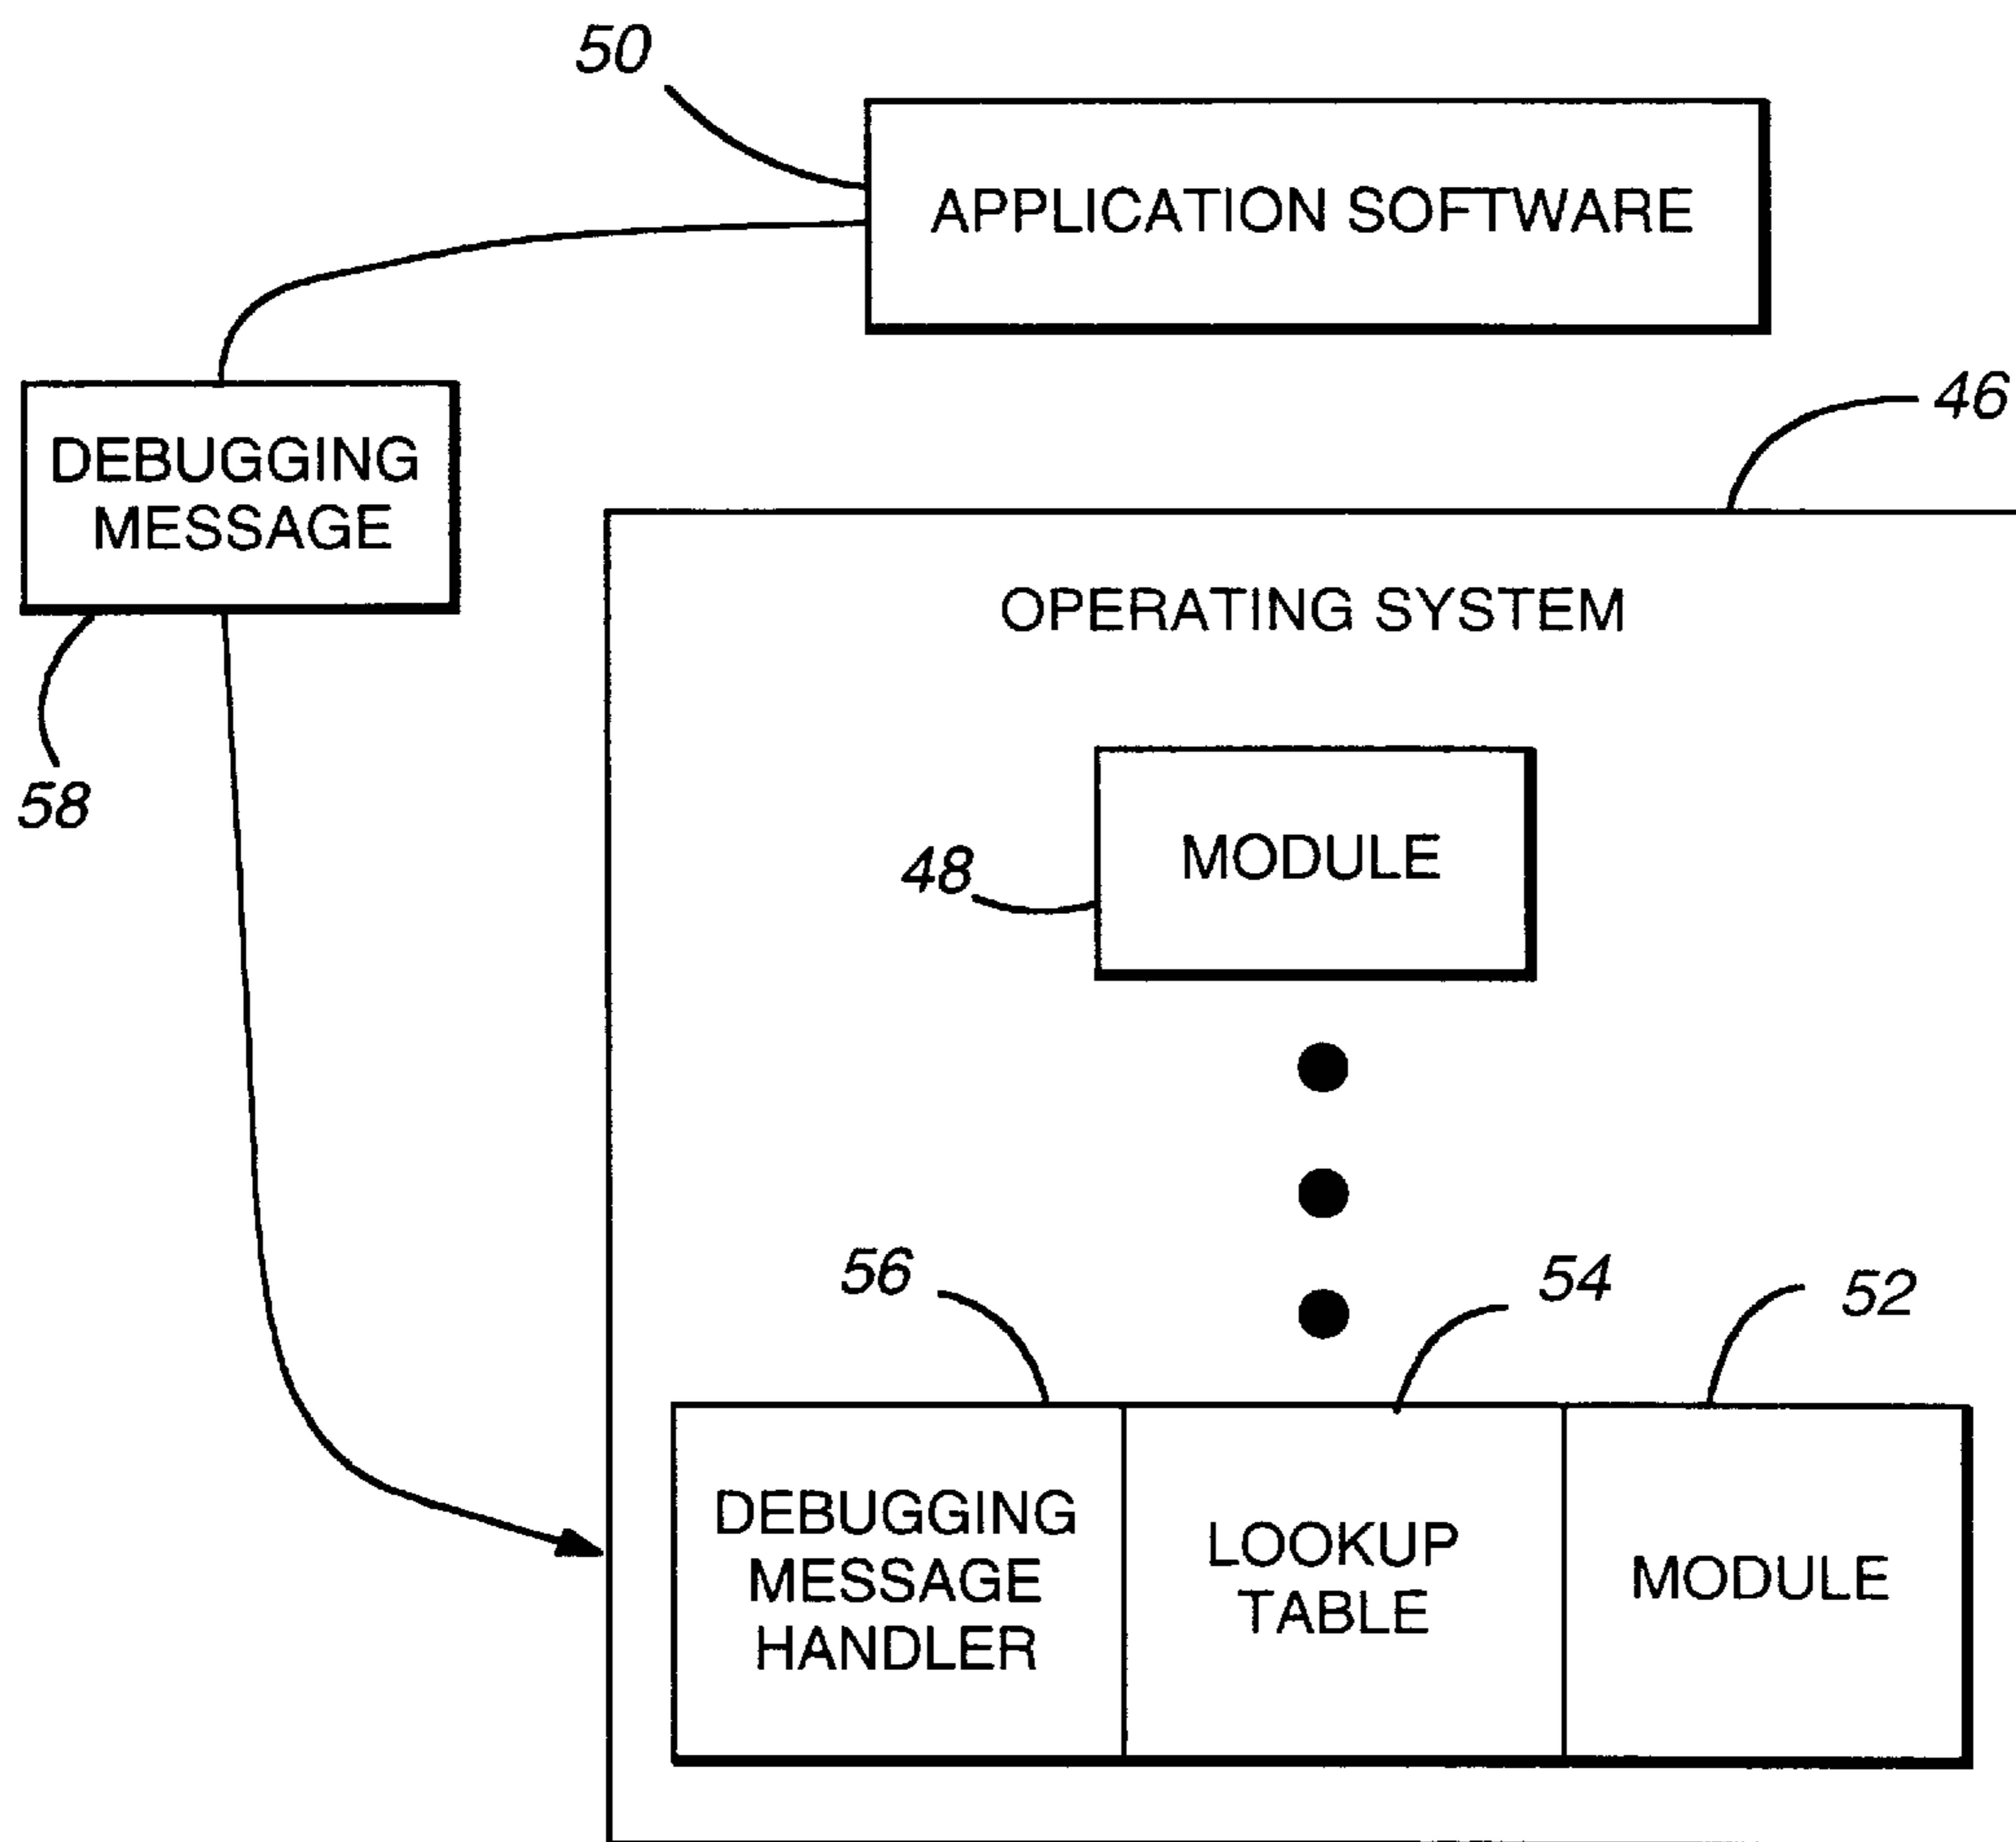 50
APPLICATION SOFTWARE
46
DEBUGGING
MESSAGE
58
OPERATING SYSTEM
48
MODULE
56
54
52
DEBUGGING
MESSAGE
HANDLER
LOOKUP
TABLE
MODULE